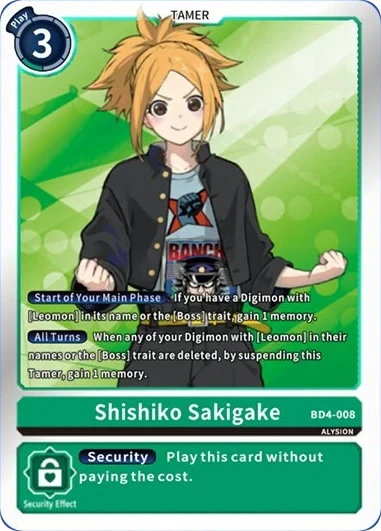 TAMER
Play
3
BANCH
Start of Your Main Phase If you have a Digimon with
[Leomon] in its name or the [Boss] trait, gain 1 memory.
All Turns When any of your Digimon with [Leomon] in their
names or the [Boss] trait are deleted, by suspending this
Tamer, gain 1 memory.
Shishiko Sakigake BD4-008
ALYSION
Security Play this card without
paying the cost.
Security Effect